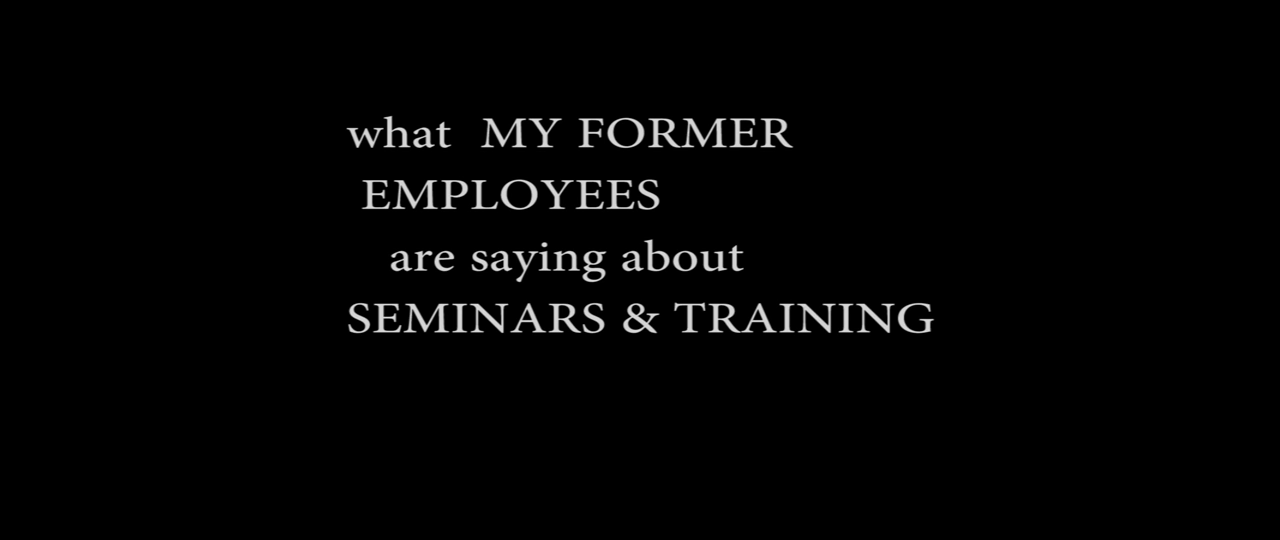 what MY FORMER
EMPLOYEES
are saying about
SEMINARS & TRAINING